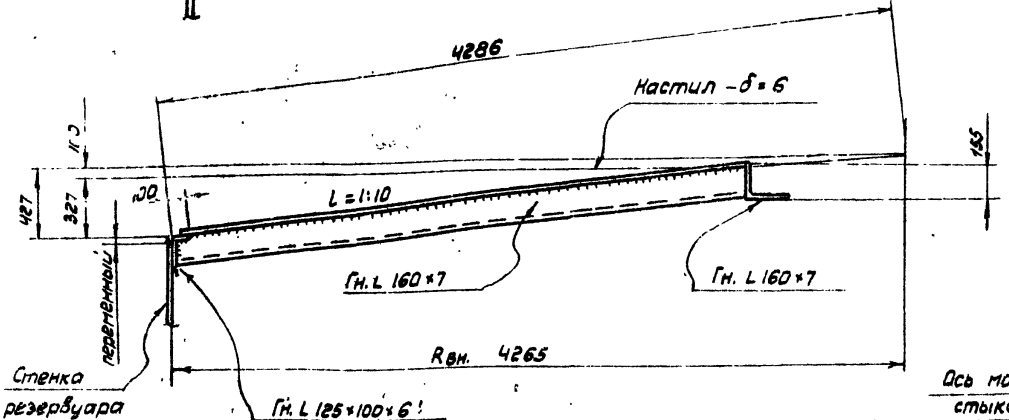 II
4286
Настил - δ = 6
155
427
327
100
L = 1:10
переменный
Гн. L 160×7
Гн. L 160×7
Rвн. 4265
Стенка
резервуара
Гн. L 125×100×6
Ось
стык